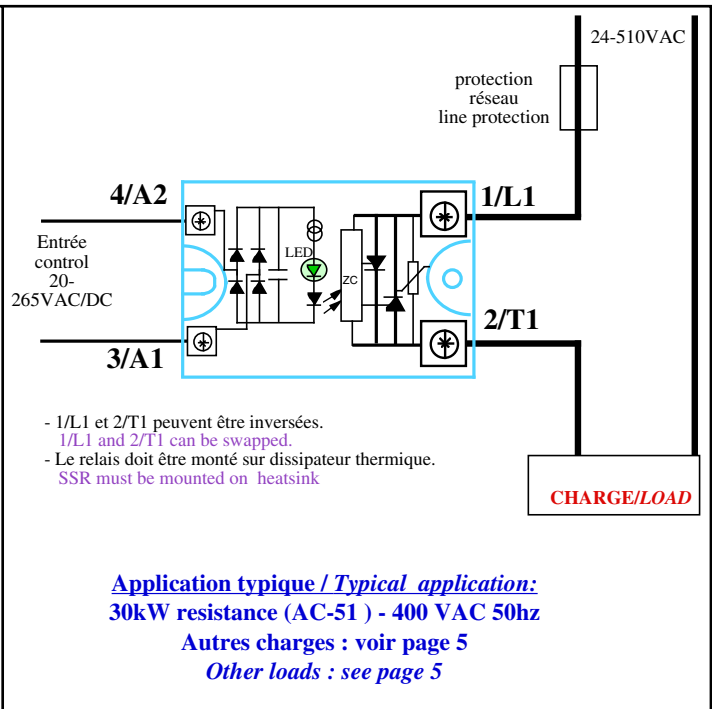 24-510VAC
protection
réseau
line protection
4/A2
1/L1
Entrée
control
20-
265VAC/DC
LED
ZC
2/T1
3/A1
- 1/L1 et 2/T1 peuvent être inversées.
1/L1 and 2/T1 can be swapped.
- Le relais doit être monté sur dissipateur thermique.
SSR must be mounted on heatsink
CHARGE/LOAD
Application typique / Typical application:
30kW resistance (AC-51 ) - 400 VAC 50hz
Autres charges : voir page 5
Other loads : see page 5